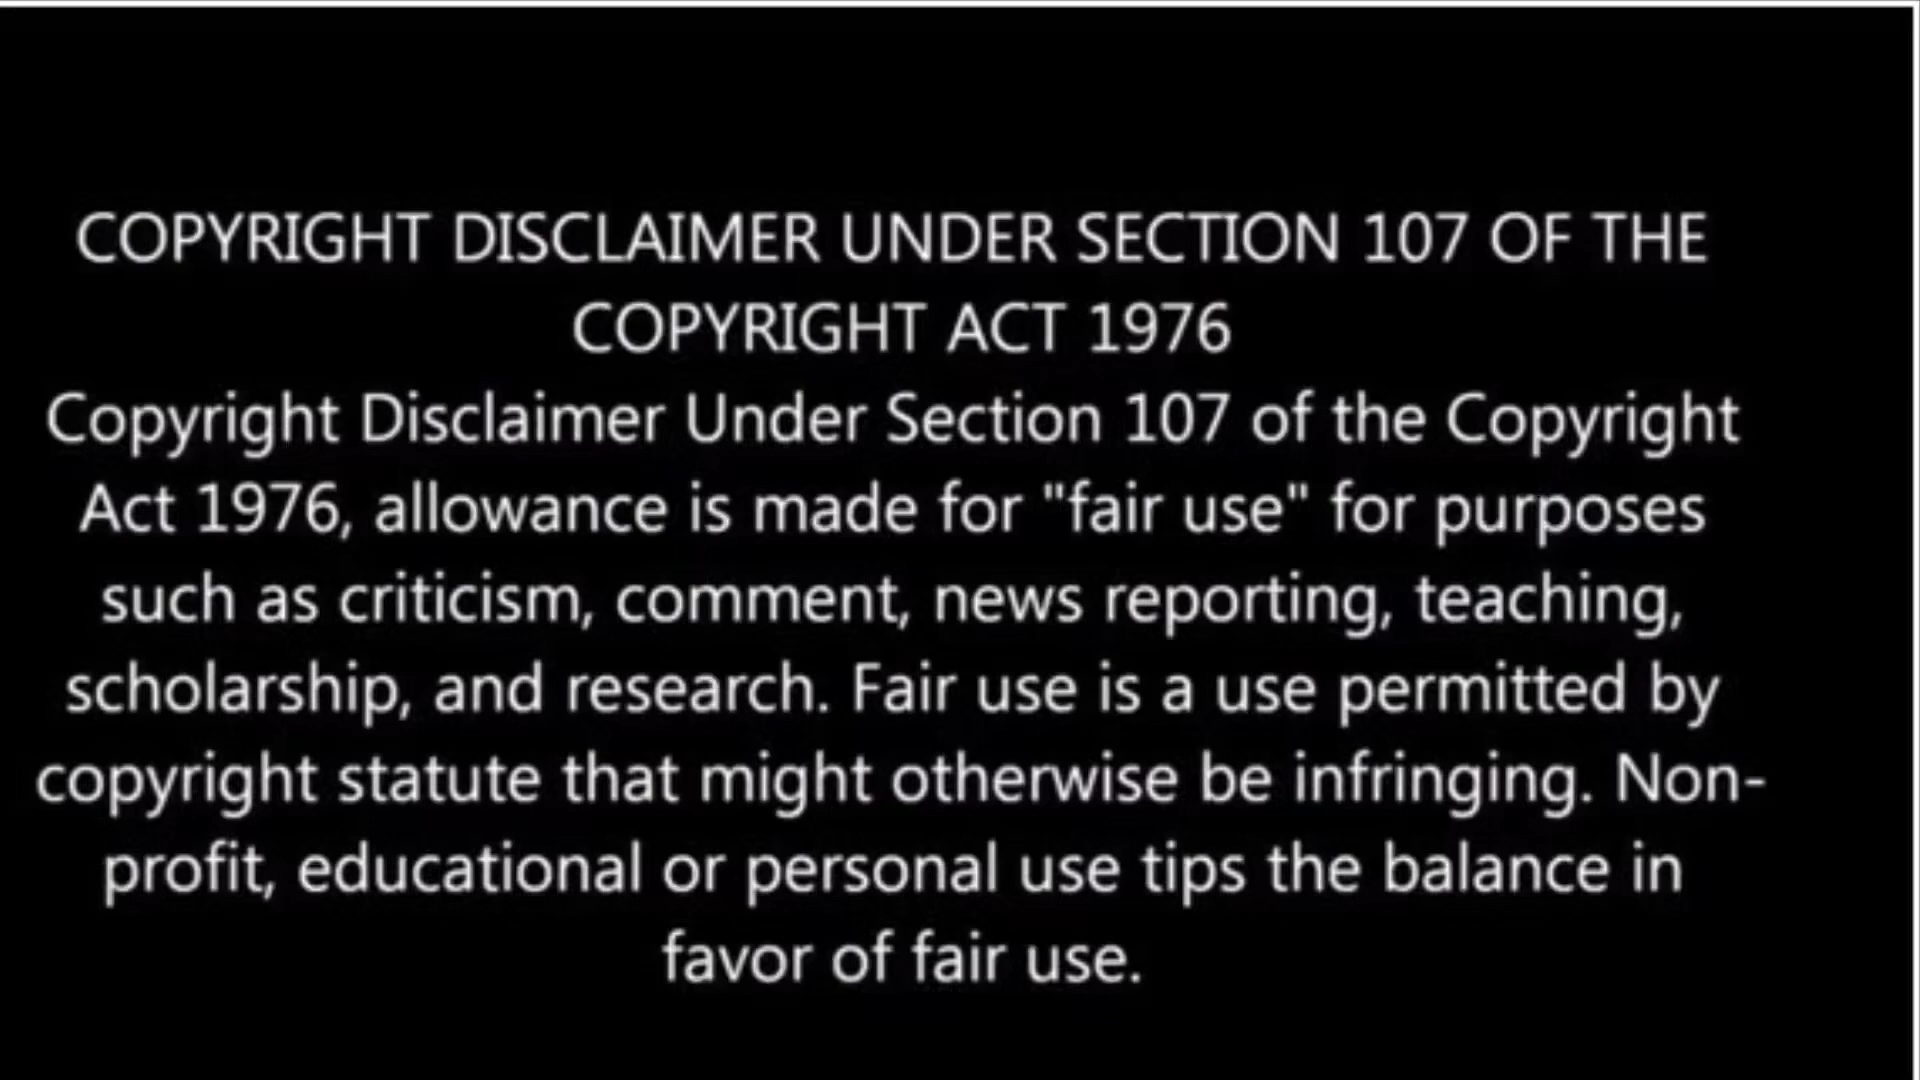 COPYRIGHT DISCLAIMER UNDER SECTION 107 OF THE
COPYRIGHT ACT 1976
Copyright Disclaimer Under Section 107 of the Copyright
Act 1976, allowance is made for "fair use" for purposes
such as criticism, comment, news reporting, teaching,
scholarship, and research. Fair use is a use permitted by
copyright statute that might otherwise be infringing. Non-
profit, educational or personal use tips the balance in
favor of fair use.